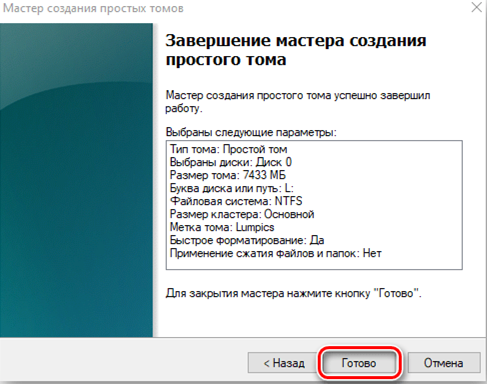 Мастер создания простых томов
Завершение мастера создания
простого тома
Мастер создания простого тома успешно завершил
работу.
Выбраны следующие параметры:
Тип тома: Простой том
Выбраны диски: Диск 0
Размер тома: 7433 МБ
Буква диска или путь: L:
Файловая система: NTFS
Размер кластера: Основной
Метка тома: Lumpics
Быстрое форматирование: Да
Применение сжатия файлов и папок: Нет
Для закрытия мастера нажмите кнопку "Готово".
< Назад
Готово
Отмена